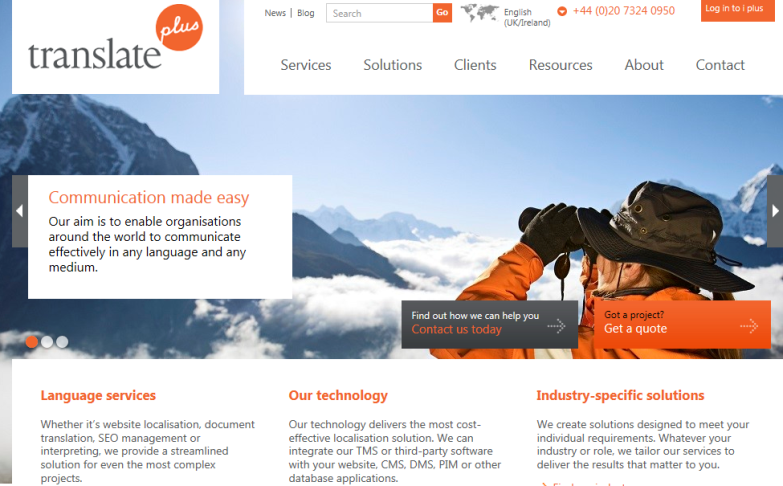 translate plus
News | Blog
Search
Go
English
(UK/Ireland)
+44 (0)20 7324 0950
Log in to i plus
Services
Solutions
Clients
Resources
About
Contact
Communication made easy
Our aim is to enable organisations
around the world to communicate
effectively in any language and any
medium.
Find out how we can help you
Contact us today
Got a project?
Get a quote
Language services
Whether it's website localisation, document
translation, SEO management or
interpreting, we provide a streamlined
solution for even the most complex
projects.
Our technology
Our technology delivers the most cost-
effective localisation solution. We can
integrate our TMS or third-party software
with your website, CMS, DMS, PIM or other
database applications.
Industry-specific solutions
We create solutions designed to meet your
individual requirements. Whatever your
industry or role, we tailor our services to
deliver the results that matter to you.